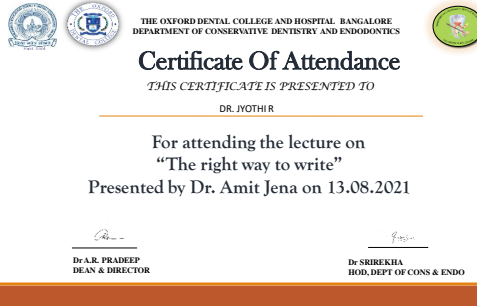 THE OXFORD DENTAL COLLEGE AND HOSPITAL BANGALORE
DEPARTMENT OF CONSERVATIVE DENTISTRY AND ENDODONTICS
Certificate Of Attendance
THIS CERTIFICATE IS PRESENTED TO
DR. JYOTHI R
For attending the lecture on
“The right way to write”
Presented by Dr. Amit Jena on 13.08.2021
Dr A.R. PRADEEP
DEAN & DIRECTOR
Dr SRIREKHA
HOD, DEPT OF CONS & ENDO